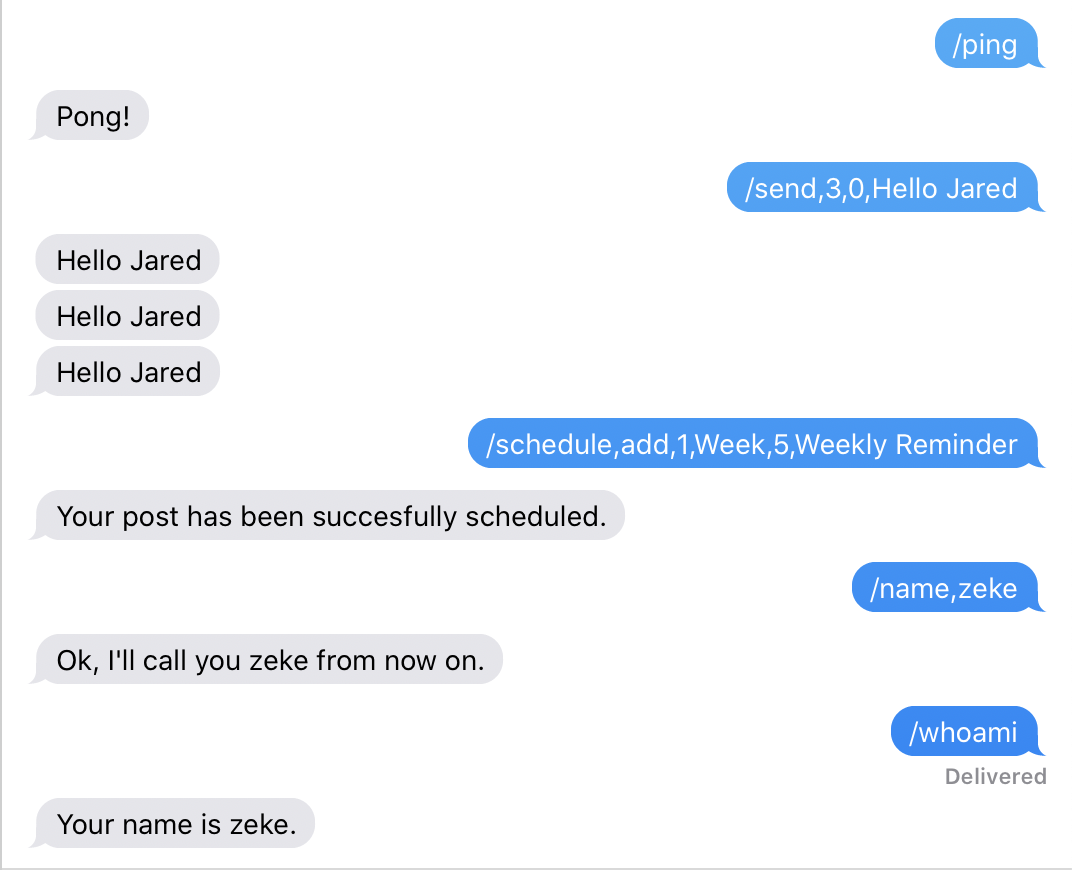 /ping
Pong!
/send,3,0,Hello Jared
Hello Jared
Hello Jared
Hello Jared
/schedule,add,1,Week,5,Weekly Reminder
Your post has been succesfully scheduled.
/name,zeke
Ok, I'll call you zeke from now on.
/whoami
Delivered
Your name is zeke.